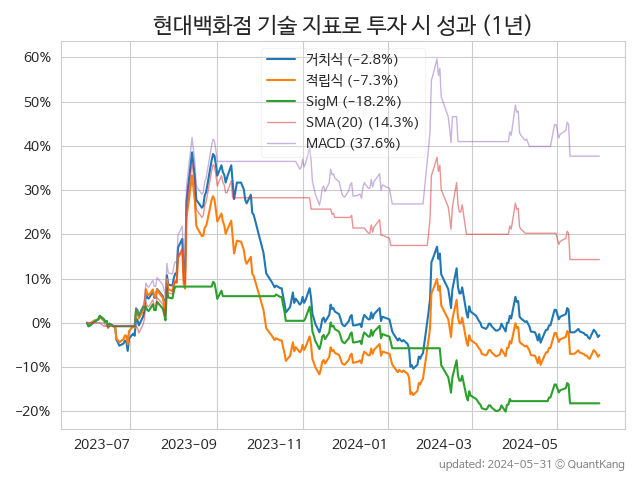 현대백화점 기술 지표로 투자 시 성과 (1년)
거치식 (−2.8%)
적립식 (−7.3%)
SigM (−18.2%)
SMA(20) (14.3%)
MACD (37.6%)
60%
50%
40%
30%
20%
10%
0%
−10%
−20%
2023−07
2023−09
2023−11
2024−01
2024−03
2024−05
updated: 2024-05-31 ⓒ QuantKang